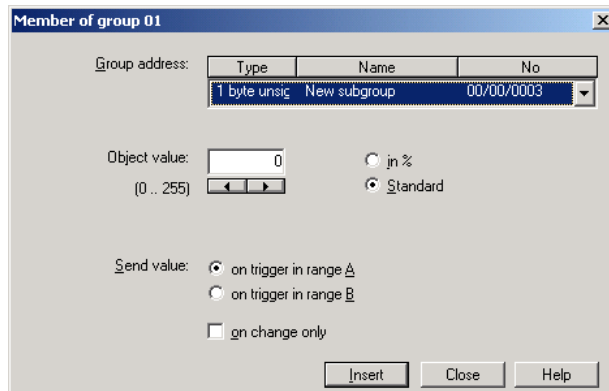 Member of group 01
Group address: Type Name No
1 byte unsig New subgroup 00/00/0003
Object value: 0 in %
(0 .. 255) Standard
Send value: on trigger in range A
on trigger in range B
on change only
Insert Close Help